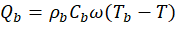 Q_b = ρ_b C_b ω(T_b − T)